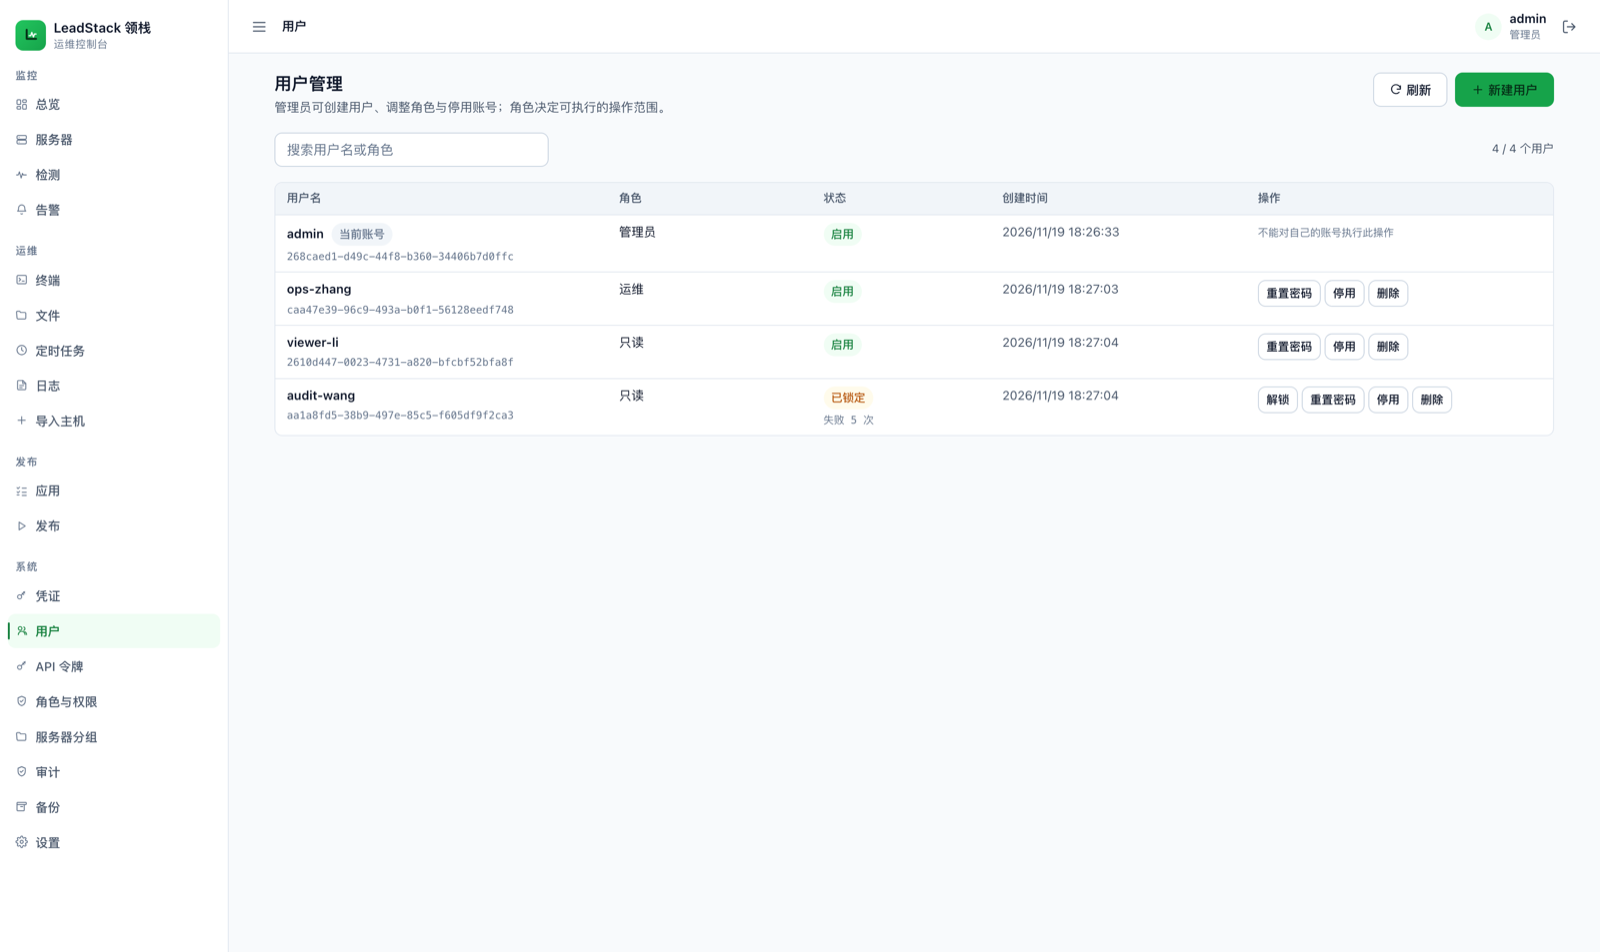 LeadStack 领栈
运维控制台
监控
总览
服务器
检测
告警
运维
终端
文件
定时任务
日志
导入主机
发布
应用
发布
系统
凭证
用户
API 令牌
角色与权限
服务器分组
审计
备份
设置
用户
A
admin
管理员
用户管理
管理员可创建用户、调整角色与停用账号；角色决定可执行的操作范围。
刷新
新建用户
搜索用户名或角色
4 / 4 个用户
用户名 角色 状态 创建时间 操作
admin 当前账号 管理员 启用 2026/11/19 18:26:33 不能对自己的账号执行此操作
268caed1-d49c-44f8-b360-34406b7d0ffc
ops-zhang 运维 启用 2026/11/19 18:27:03 重置密码 停用 删除
caa47e39-96c9-493a-b0f1-56128eedf748
viewer-li 只读 启用 2026/11/19 18:27:04 重置密码 停用 删除
2610d447-0023-4731-a820-bfcbf52bfa8f
audit-wang 只读 已锁定 2026/11/19 18:27:04 解锁 重置密码 停用 删除
aa1a8fd5-38b9-497e-85c5-f605df9f2ca3 失败 5 次